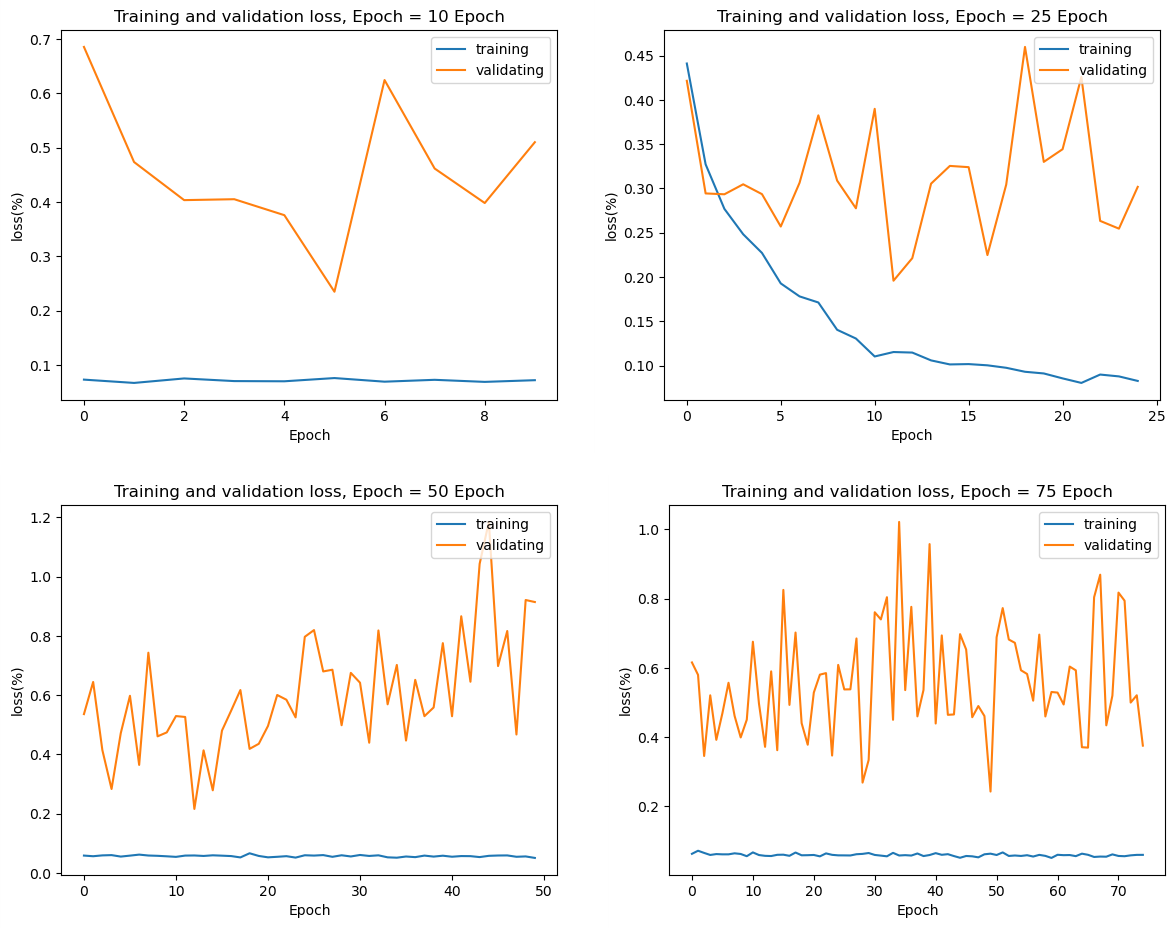 Training and validation loss, Epoch = 10 Epoch
training
validating
0.7
0.6
0.5
0.4
0.3
0.2
0.1
loss(%)
0 2 4 6 8
Epoch
Training and validation loss, Epoch = 25 Epoch
training
validating
0.45
0.40
0.35
0.30
0.25
0.20
0.15
0.10
loss(%)
0 5 10 15 20 25
Epoch
Training and validation loss, Epoch = 50 Epoch
training
validating
1.2
1.0
0.8
0.6
0.4
0.2
0.0
loss(%)
0 10 20 30 40 50
Epoch
Training and validation loss, Epoch = 75 Epoch
training
validating
1.0
0.8
0.6
0.4
0.2
loss(%)
0 10 20 30 40 50 60 70
Epoch